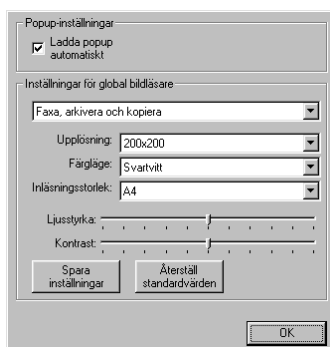 Popup-inställningar
Ladda popup
automatiskt
Inställningar för global bildläsare
Faxa, arkivera och kopiera
Upplösning: 200x200
Färgläge: Svartvitt
Inläsningsstorlek: A4
Ljusstyrka:
Kontrast:
Spara
inställningar
Återställ
standardvärden
OK